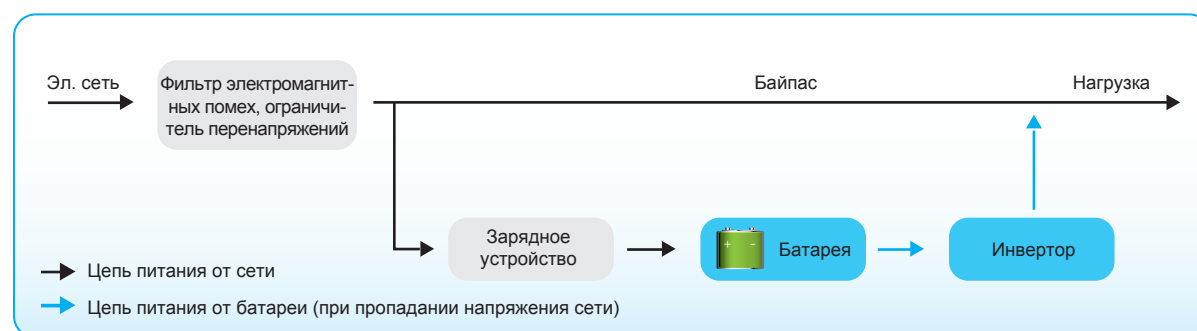 Эл. сеть
Фильтр электромагнит-
ных помех, ограничи-
тель перенапряжений
Байпас
Нагрузка
Зарядное
устройство
+ -
Батарея
Инвертор
Цепь питания от сети
Цепь питания от батареи (при пропадании напряжения сети)